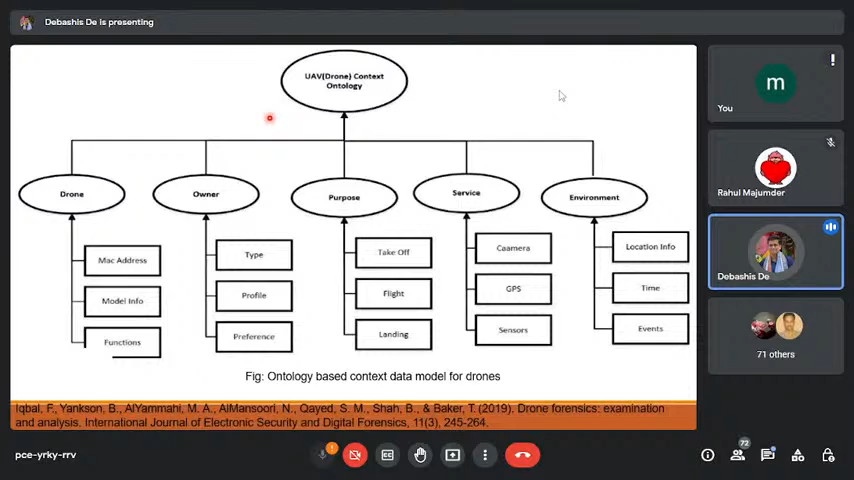 Debashis De is presenting
UAV(Drone) Context
Ontology
Drone
Owner
Purpose
Service
Environment
Mac Address
Model Info
Functions
Type
Profile
Preference
Take Off
Flight
Landing
Caamera
GPS
Sensors
Location Info
Time
Events
Fig: Ontology based context data model for drones
Iqbal, F., Yankson, B., AlYammahi, M. A., AlMansoori, N., Qayed, S. M., Shah, B., & Baker, T. (2019). Drone forensics: examination
and analysis. International Journal of Electronic Security and Digital Forensics, 11(3), 245-264.
m
You
Rahul Majumder
Debashis De
71 others
pce-yrky-rrv
1
72